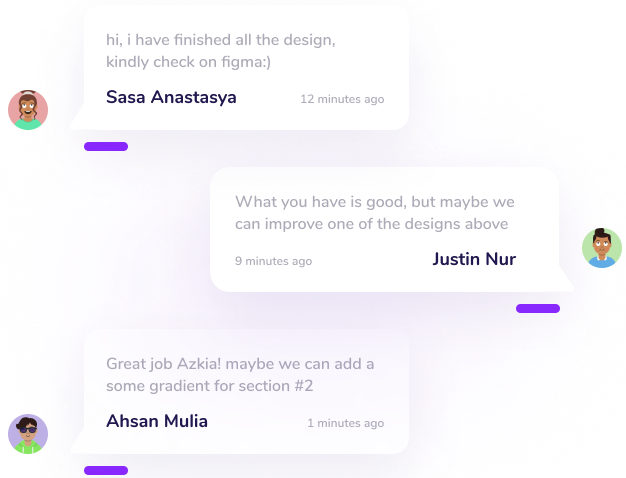 hi, i have finished all the design,
kindly check on figma:)
Sasa Anastasya 12 minutes ago
What you have is good, but maybe we
can improve one of the designs above
9 minutes ago Justin Nur
Great job Azkia! maybe we can add a
some gradient for section #2
Ahsan Mulia 1 minutes ago